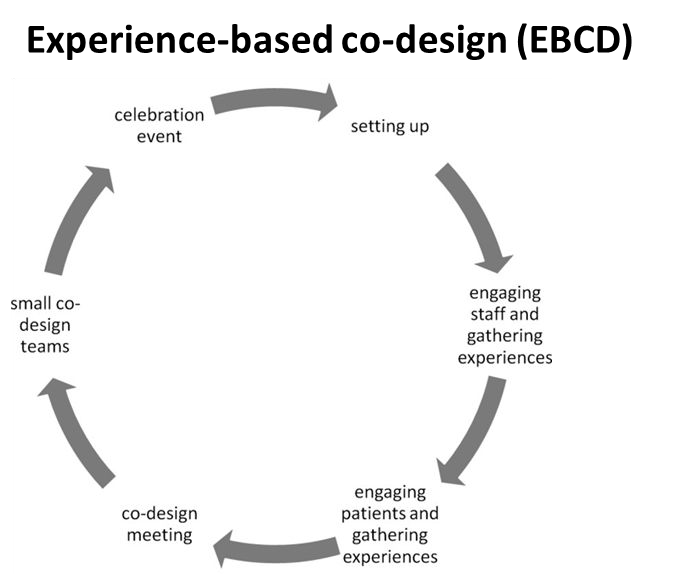 Experience-based co-design (EBCD)
celebration
event
setting up
engaging
staff and
gathering
experiences
engaging
patients and
gathering
experiences
co-design
meeting
small co-
design
teams